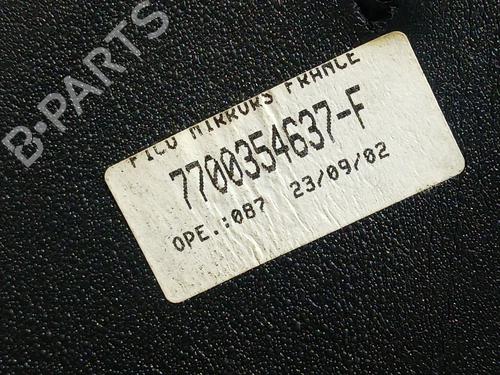 B-PARTS
FICO MIRRORS FRANCE
7700354637-F
OPE.:087 23/09/02